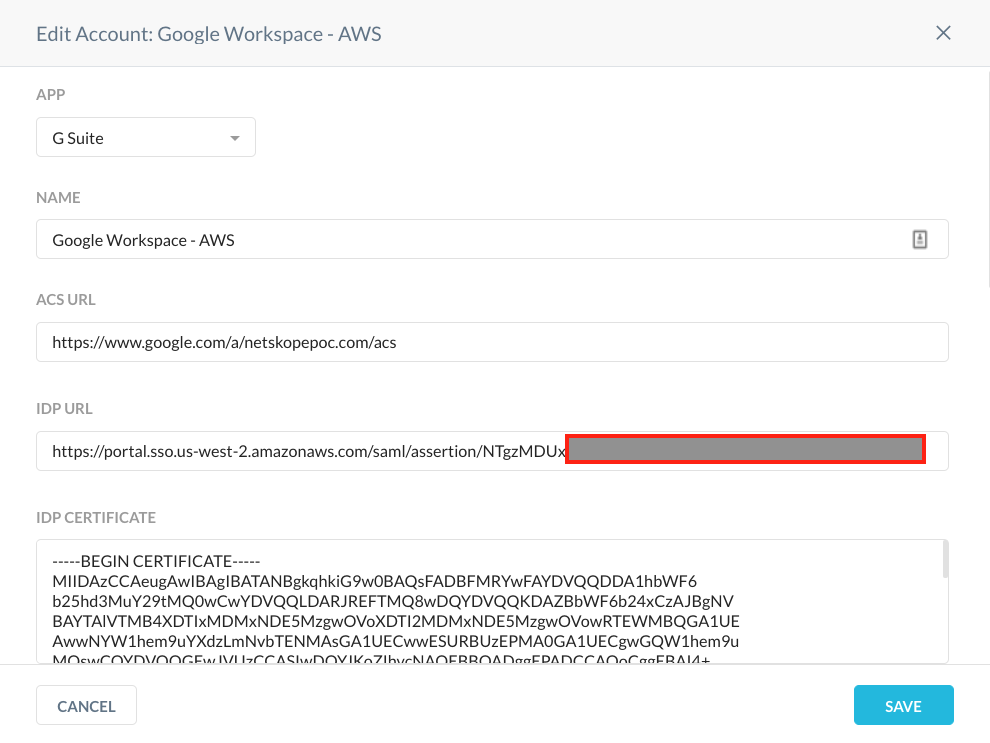 Edit Account: Google Workspace - AWS
APP
G Suite
NAME
Google Workspace - AWS
ACS URL
https://www.google.com/a/netskopepoc.com/acs
IDP URL
https://portal.sso.us-west-2.amazonaws.com/saml/assertion/NTgzMDUx
IDP CERTIFICATE
-----BEGIN CERTIFICATE-----
MIIDAzCCAeugAwIBAgIBATANBgkqhkiG9w0BAQsFADBFMRYwFAYDVQQDDA1hbWF6
b25hd3MuY29tMQ0wCwYDVQQLDARJREFTMQ8wDQYDVQQKDAZBbWF6b24xCzAJBgNV
BAYTAlVTMB4XDTIxMDMxNDE5MzgwOVoXDTI2MDMxNDE5MzgwOVowRTEWMBQGA1UE
AwwNYW1hem9uYXdzLmNvbTENMAsGA1UECwwESURBUzEPMA0GA1UECgwGQW1hem9u
MQswCQYDVQQGEwJVUzCCASIwDQYJKoZIhvcNAQEBBQADggEPADCCAQoCggEBAI4+
CANCEL
SAVE